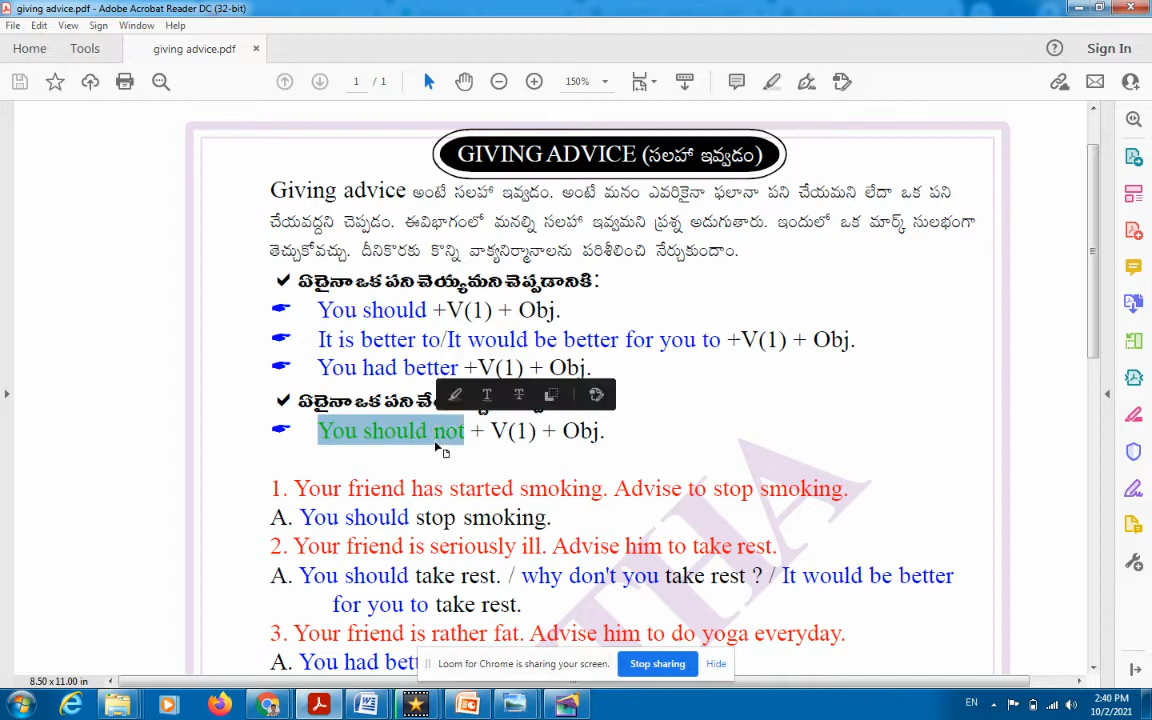 giving advice.pdf - Adobe Acrobat Reader DC (32-bit)
File Edit View Sign Window Help
Home Tools giving advice.pdf × Sign In
1 / 1 150%
GIVING ADVICE (సలహా ఇవ్వడం)
Giving advice అంటే సలహా ఇవ్వడం. అంటే మనం ఎవరికైనా ఫలానా పని చేయమని లేదా ఒక పని
చేయవద్దని చెప్పడం. ఈవిభాగంలో మనల్ని సలహా ఇవ్వమని ప్రశ్న అడుగుతారు. ఇందులో ఒక మార్క్ సులభంగా
తెచ్చుకోవచ్చు. దీనికొరకు కొన్ని వాక్యనిర్మానాలను పరిశీలించి నేర్చుకుందాం.
✔ ఏదైనా ఒక పని చెయ్యమని చెప్పడానికి:
You should +V(1) + Obj.
It is better to/It would be better for you to +V(1) + Obj.
You had better +V(1) + Obj.
✔ ఏదైనా ఒక పని
You should not + V(1) + Obj.
1. Your friend has started smoking. Advise to stop smoking.
A. You should stop smoking.
2. Your friend is seriously ill. Advise him to take rest.
A. You should take rest. / why don't you take rest ? / It would be better
for you to take rest.
3. Your friend is rather fat. Advise him to do yoga everyday.
A. You had bet
Loom for Chrome is sharing your screen. Stop sharing Hide
8.50 x 11.00 in
EN 2:40 PM
10/2/2021